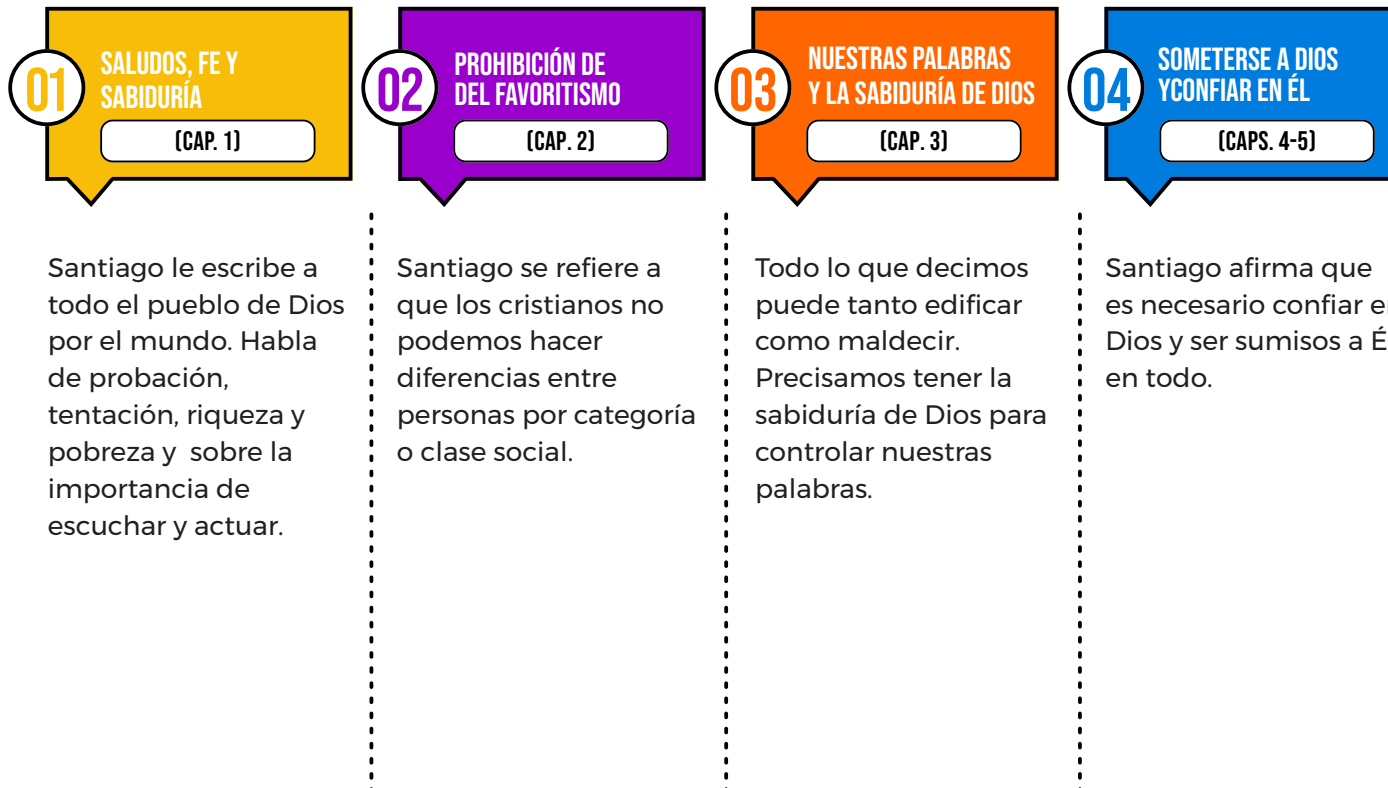 01
SALUDOS, FE Y
SABIDURÍA
(CAP. 1)
Santiago le escribe a
todo el pueblo de Dios
por el mundo. Habla
de probación,
tentación, riqueza y
pobreza y  sobre la
importancia de
escuchar y actuar.
02
PROHIBICIÓN DE
DEL FAVORITISMO
(CAP. 2)
Santiago se refiere a
que los cristianos no
podemos hacer
diferencias entre
personas por categoría
o clase social.
03
NUESTRAS PALABRAS
Y LA SABIDURÍA DE DIOS
(CAP. 3)
Todo lo que decimos
puede tanto edificar
como maldecir.
Precisamos tener la
sabiduría de Dios para
controlar nuestras
palabras.
04
SOMETERSE A DIOS
YCONFIAR EN ÉL
(CAPS. 4-5)
Santiago afirma que
es necesario confiar
Dios y ser sumisos a
en todo.